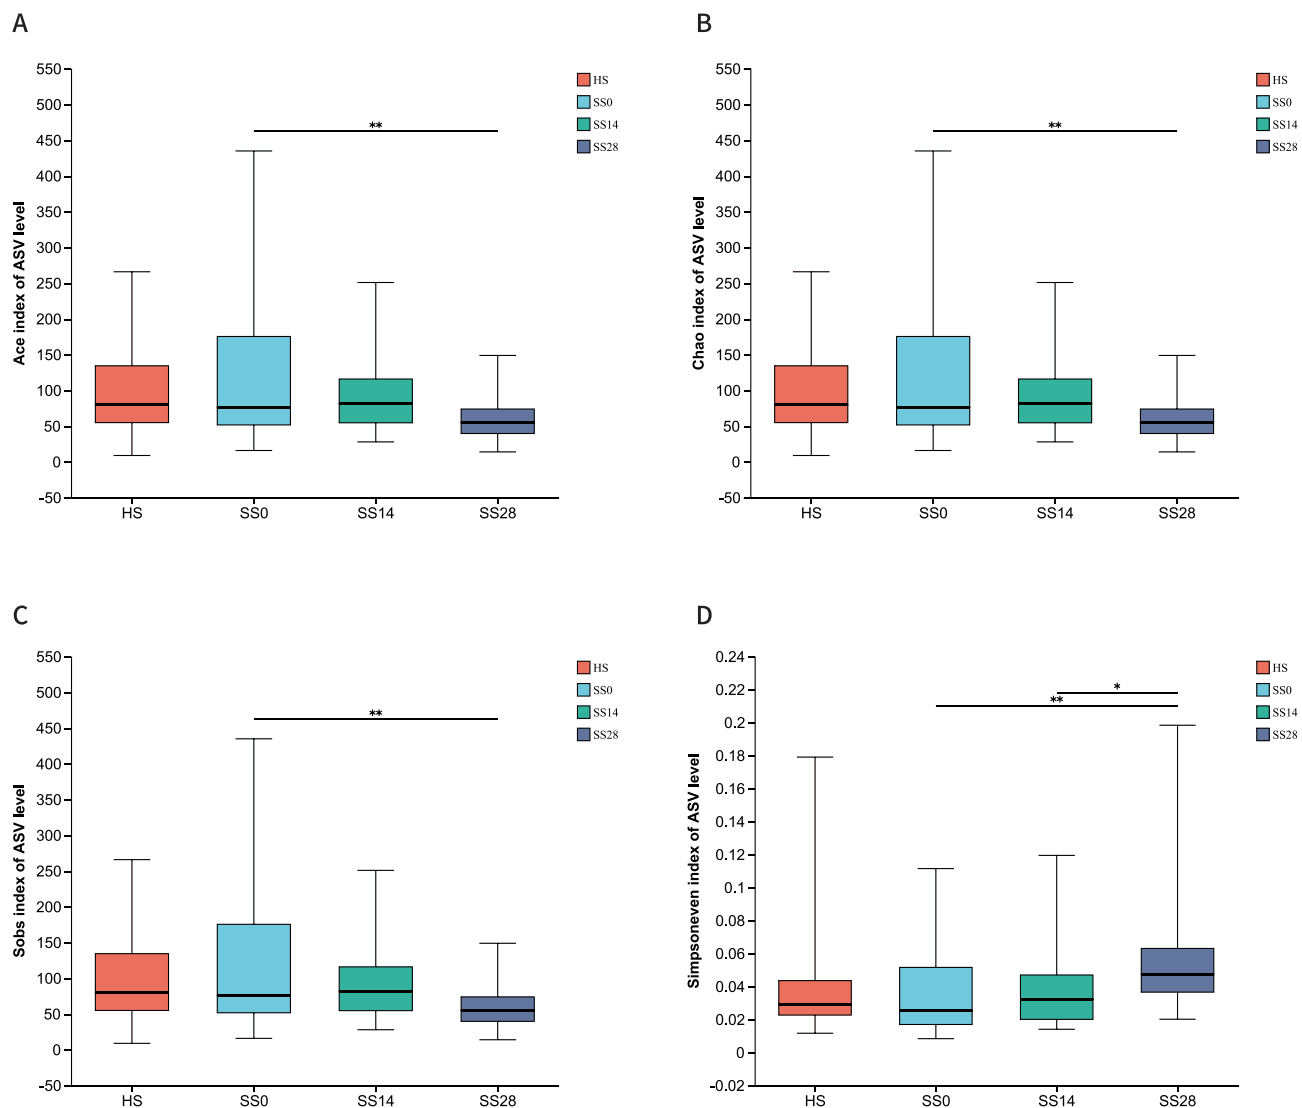 A
550
500
450
400
350
300
250
200
150
100
50
0
-50
Ace index of ASV level
HS
SS0
SS14
SS28
**
HS
SS0
SS14
SS28
B
550
500
450
400
350
300
250
200
150
100
50
0
-50
Chao index of ASV level
HS
SS0
SS14
SS28
**
HS
SS0
SS14
SS28
C
550
500
450
400
350
300
250
200
150
100
50
0
-50
Sobs index of ASV level
HS
SS0
SS14
SS28
**
HS
SS0
SS14
SS28
D
0.24
0.22
0.2
0.18
0.16
0.14
0.12
0.1
0.08
0.06
0.04
0.02
0
-0.02
Simpsoneven index of ASV level
HS
SS0
SS14
SS28
*
**
HS
SS0
SS14
SS28